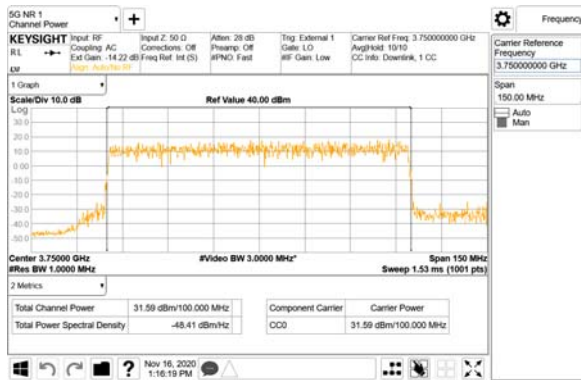 5G NR 1
Channel Power
Frequency
KEYSIGHT
RL
Input: RF
Coupling: AC
Ext Gain: -14.22 dB
Align: Auto/No RF
Input Z: 50 Ω
Corrections: Off
Freq Ref: Int (S)
Atten: 28 dB
Preamp: Off
#PNO: Fast
Trig: External 1
Gate: LO
#IF Gain: Low
Carrier Ref Freq: 3.750000000 GHz
Avg|Hold: 10/10
CC Info: Downlink, 1 CC
Carrier Reference
Frequency
3.750000000 GHz
Span
150.00 MHz
Auto
Man
1 Graph
Scale/Div 10.0 dB
Ref Value 40.00 dBm
Log
30.0
20.0
10.0
0.00
-10.0
-20.0
-30.0
-40.0
-50.0
Center 3.75000 GHz
#Video BW 3.0000 MHz*
Span 150 MHz
#Res BW 1.0000 MHz
Sweep 1.53 ms (1001 pts)
2 Metrics
Total Channel Power 31.59 dBm/100.000 MHz
Total Power Spectral Density -48.41 dBm/Hz
Component Carrier Carrier Power
CC0 31.59 dBm/100.000 MHz
?
Nov 16, 2020
1:16:19 PM